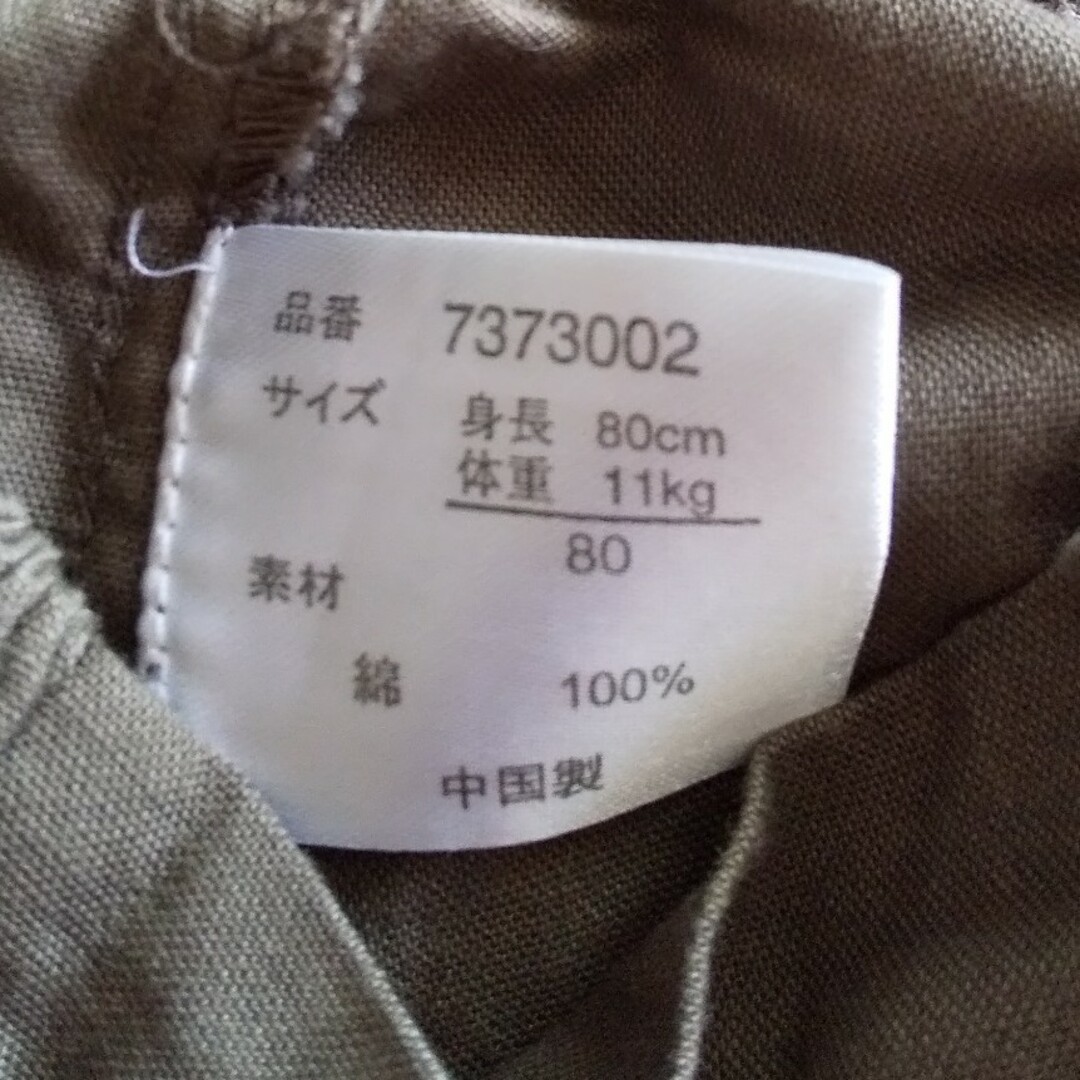 品番 7373002
サイズ 身長 80cm
体重 11kg
80
素材
綿 100%
中国製